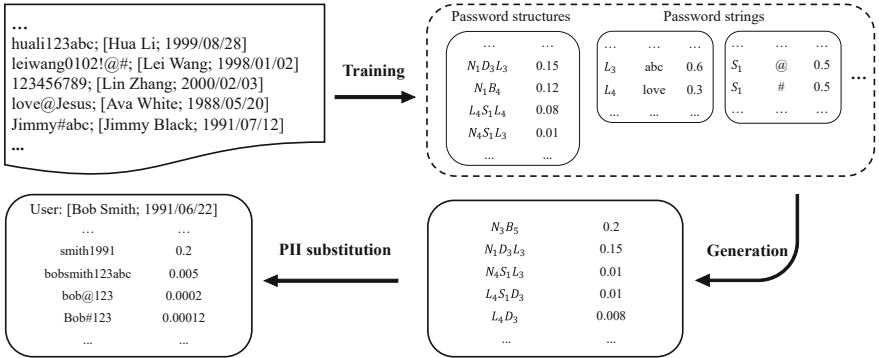 ...
huali123abc; [Hua Li; 1999/08/28]
leiwang0102!@#; [Lei Wang; 1998/01/02]
123456789; [Lin Zhang; 2000/02/03]
love@Jesus; [Ava White; 1988/05/20]
Jimmy#abc; [Jimmy Black; 1991/07/12]
...
Training
Password structures
... ...
N₁D₃L₃ 0.15
N₁B₄ 0.12
L₄S₁L₄ 0.08
N₄S₁L₃ 0.01
... ...
Password strings
... ... ...
L₃ abc 0.6
L₄ love 0.3
... ... ...
... ... ...
S₁ @ 0.5
S₁ # 0.5
... ... ...
...
Generation
N₃B₅ 0.2
N₁D₃L₃ 0.15
N₄S₁L₃ 0.01
L₄S₁D₃ 0.01
L₄D₃ 0.008
... ...
PII substitution
User: [Bob Smith; 1991/06/22]
... ...
smith1991 0.2
bobsmith123abc 0.005
bob@123 0.0002
Bob#123 0.00012
... ...